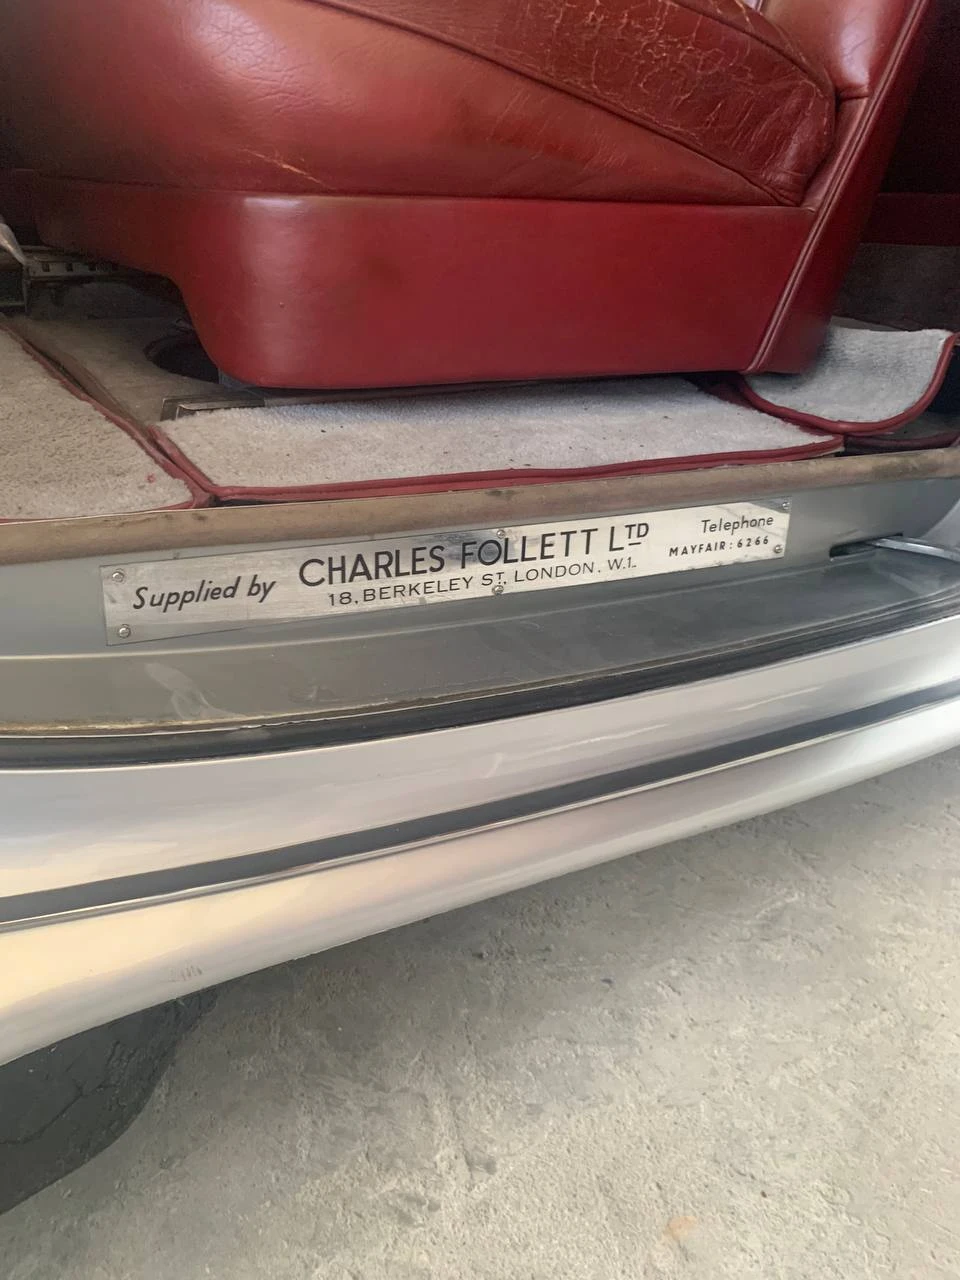 Supplied by
CHARLES FOLLETT LTD
18, BERKELEY ST, LONDON. W.1.
Telephone
MAYFAIR: 6266